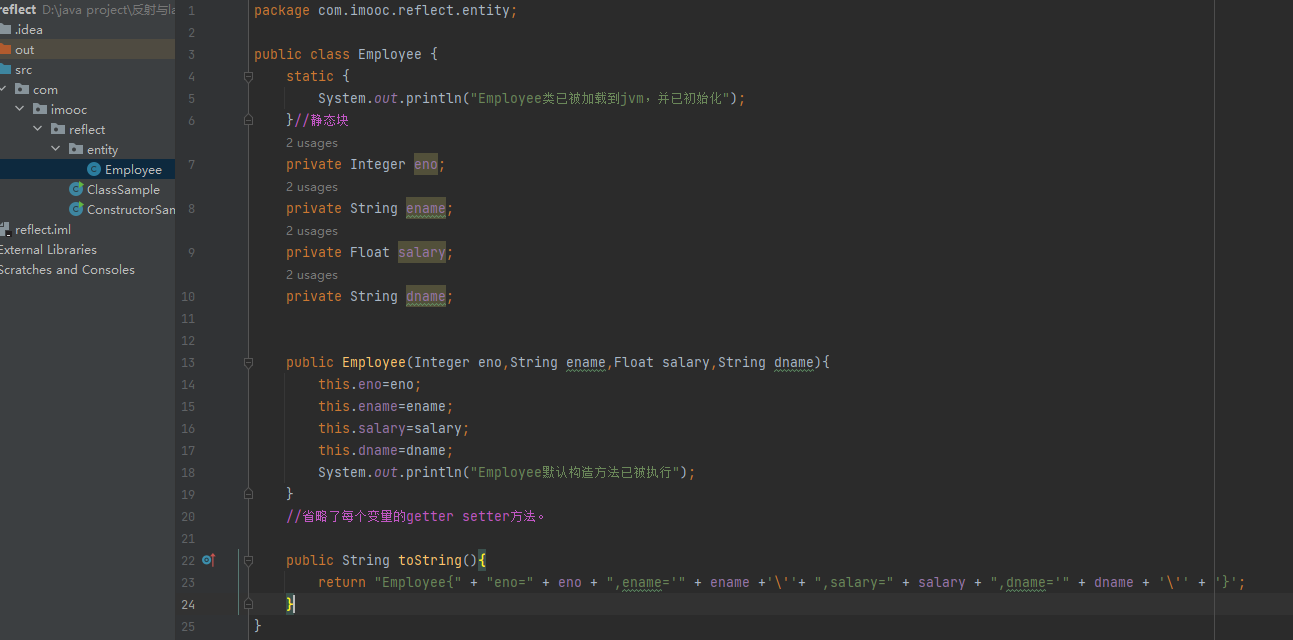 reflect D:\java project\反射与la
.idea
out
src
com
imooc
reflect
entity
Employee
ClassSample
ConstructorSam
reflect.iml
External Libraries
Scratches and Consoles
1 package com.imooc.reflect.entity;
2
3 public class Employee {
4 static {
5 System.out.println("Employee类已被加载到jvm，并已初始化");
6 }//静态块
2 usages
7 private Integer eno;
2 usages
8 private String ename;
2 usages
9 private Float salary;
2 usages
10 private String dname;
11
12
13 public Employee(Integer eno,String ename,Float salary,String dname){
14 this.eno=eno;
15 this.ename=ename;
16 this.salary=salary;
17 this.dname=dname;
18 System.out.println("Employee默认构造方法已被执行");
19 }
20 //省略了每个变量的getter setter方法。
21
22 public String toString(){
23 return "Employee{" + "eno=" + eno + ",ename='" + ename +'\''+ ",salary=" + salary + ",dname='" + dname + '\'' + '}';
24 }
25 }